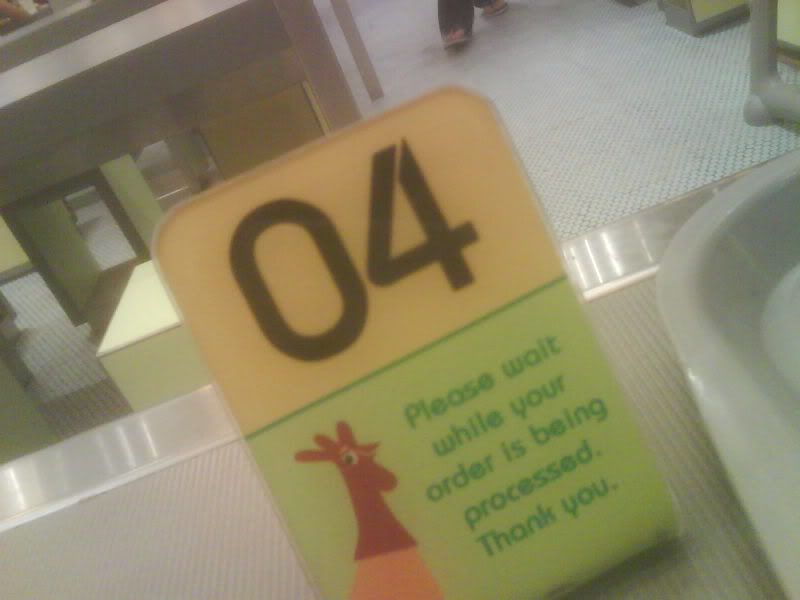 04
Please wait
while your
order is being
processed.
Thank you.